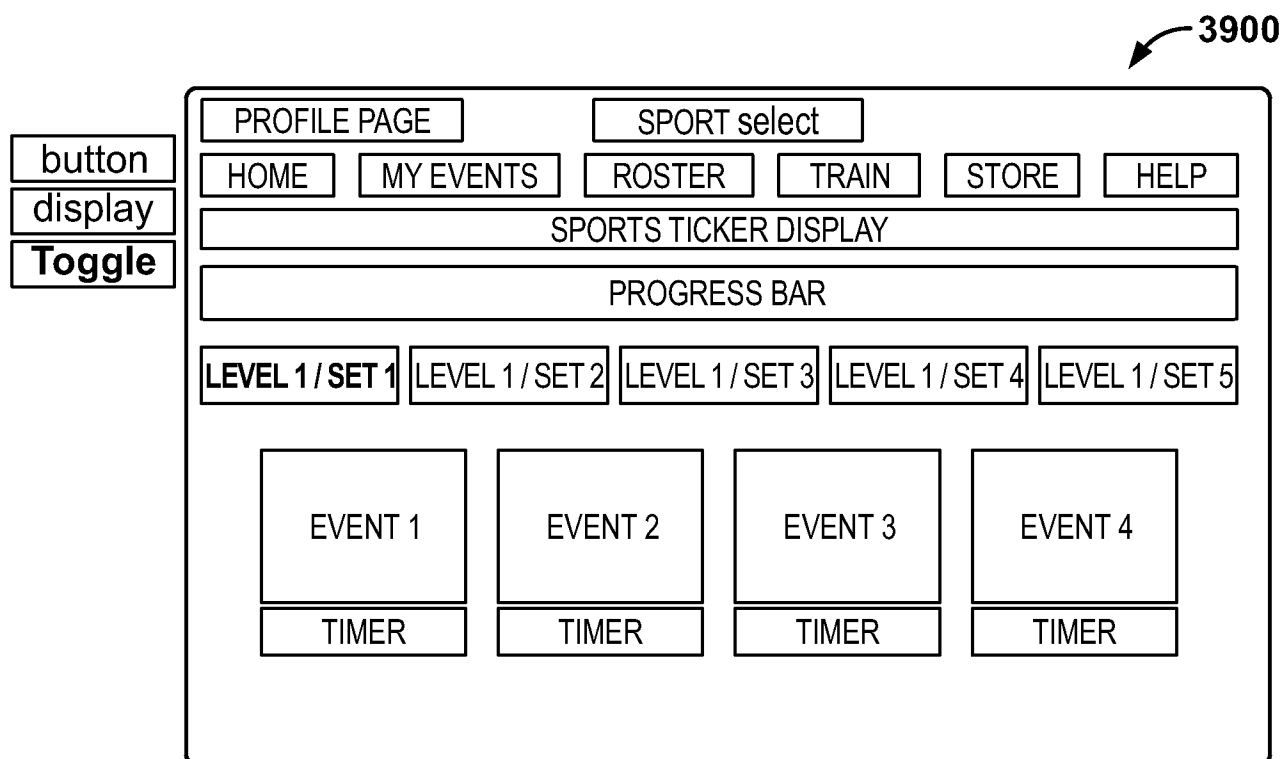 3900
PROFILE PAGE SPORT select
button
display
Toggle
HOME MY EVENTS ROSTER TRAIN STORE HELP
SPORTS TICKER DISPLAY
PROGRESS BAR
LEVEL 1 / SET 1 LEVEL 1 / SET 2 LEVEL 1 / SET 3 LEVEL 1 / SET 4 LEVEL 1 / SET 5
EVENT 1 EVENT 2 EVENT 3 EVENT 4
TIMER TIMER TIMER TIMER